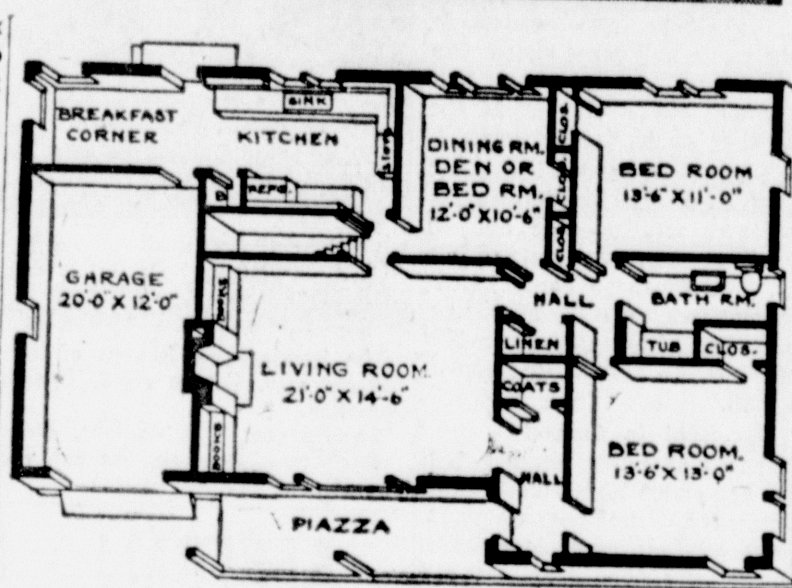 BREAKFAST
CORNER
KITCHEN
SINK
STOVE
REFG.
B
DINING RM.
DEN OR
BED RM.
12'-0" X 10'-6"
CLOS.
CLOS.
CLOS.
BED ROOM
13'-6" X 11'-0"
GARAGE
20'-0" X 12'-0"
BOOKS
LIVING ROOM.
21'-0" X 14'-6"
BOOKS
HALL
LINEN
COATS
HALL
BATH RM.
TUB
CLOS.
BED ROOM.
13'-6" X 13'-0"
PIAZZA